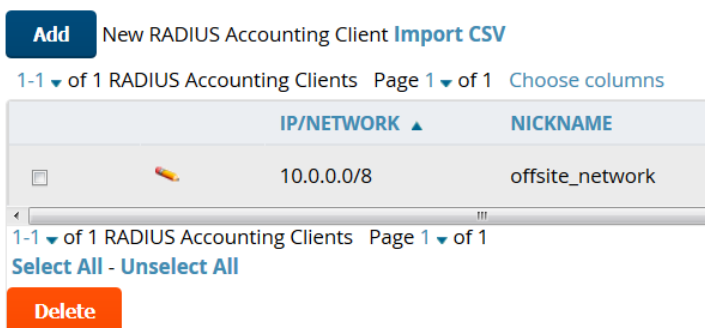 Add New RADIUS Accounting Client Import CSV
1-1 of 1 RADIUS Accounting Clients Page 1 of 1 Choose columns
IP/NETWORK NICKNAME
10.0.0.0/8 offsite_network
1-1 of 1 RADIUS Accounting Clients Page 1 of 1
Select All - Unselect All
Delete